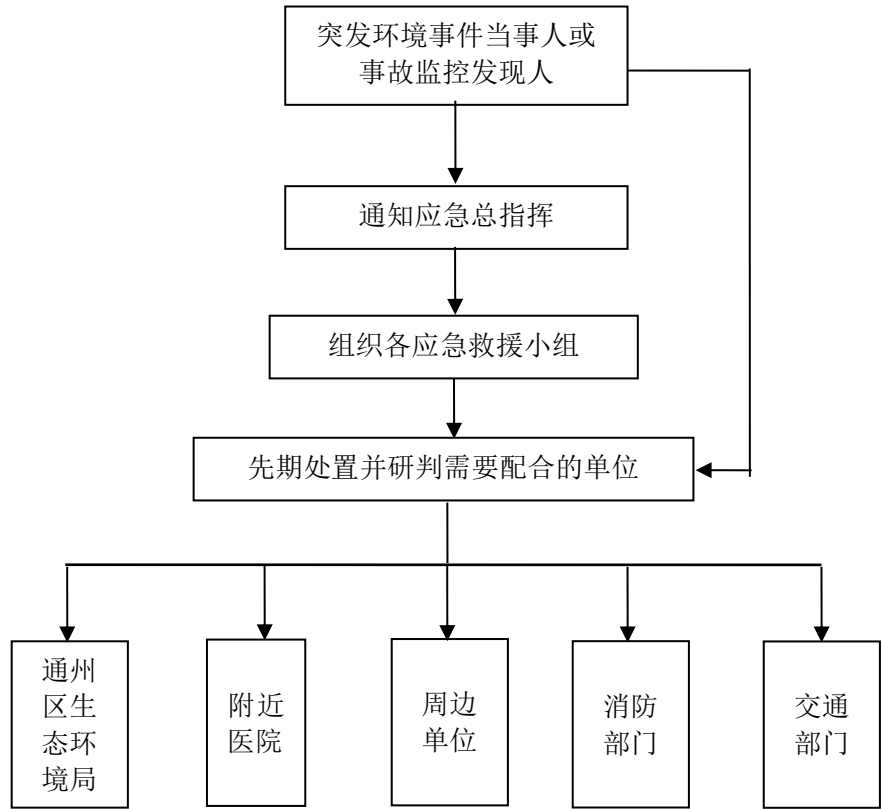 突发环境事件当事人或
事故监控发现人
通知应急总指挥
组织各应急救援小组
先期处置并研判需要配合的单位
通州
区生
态环
境局
附近
医院
周边
单位
消防
部门
交通
部门